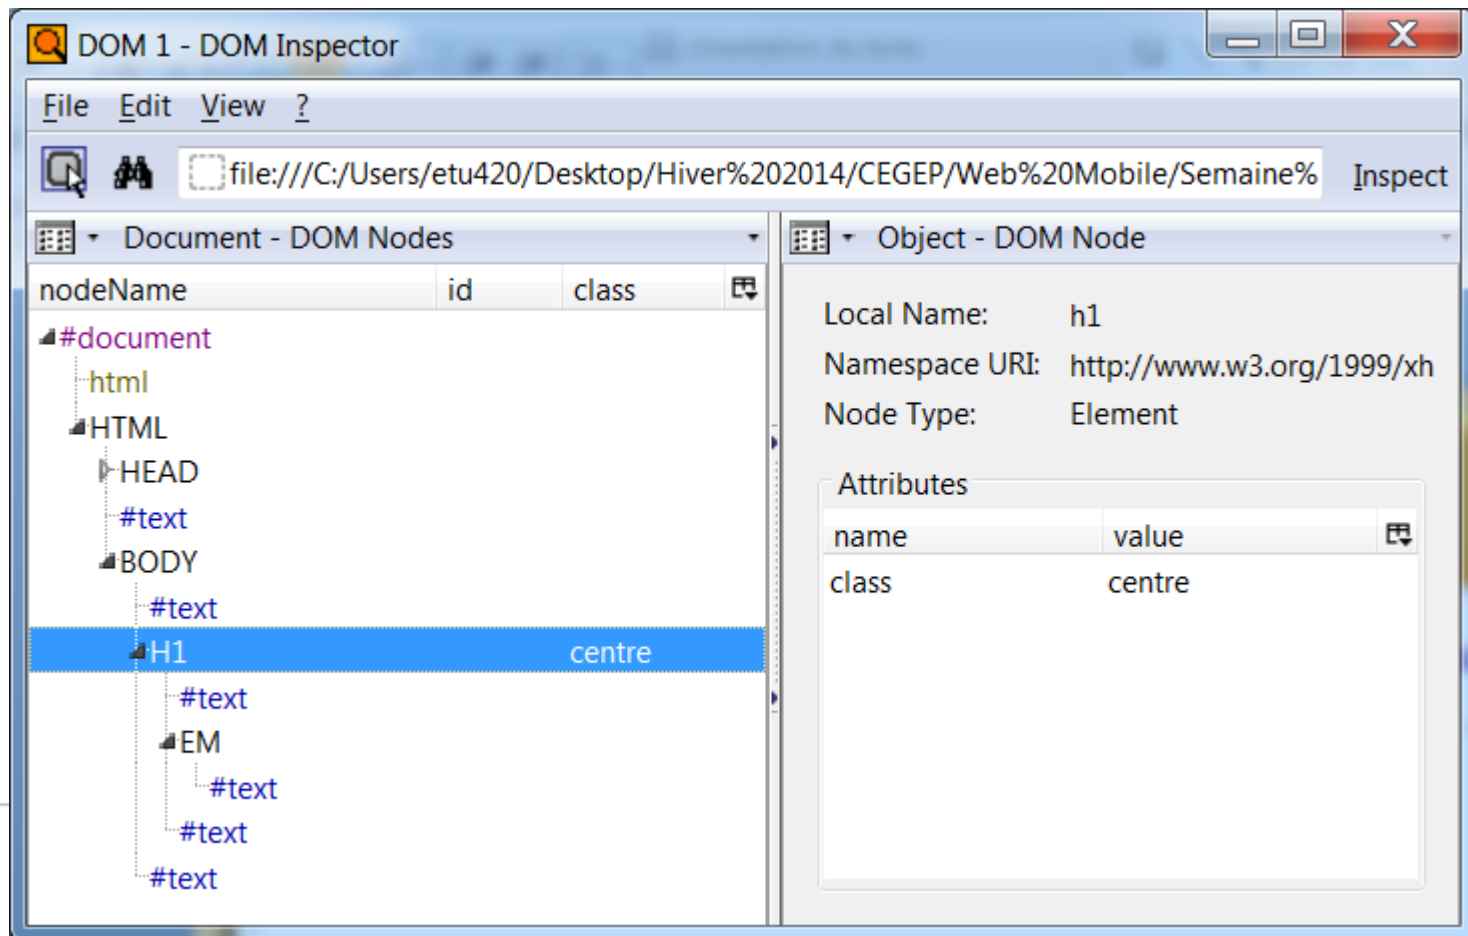 DOM 1 - DOM Inspector
File Edit View ?
file:///C:/Users/etu420/Desktop/Hiver%202014/CEGEP/Web%20Mobile/Semaine% Inspect
Document - DOM Nodes
nodeName id class
#document
html
HTML
HEAD
#text
BODY
#text
H1 centre
#text
EM
#text
#text
#text
Object - DOM Node
Local Name: h1
Namespace URI: http://www.w3.org/1999/xh
Node Type: Element
Attributes
name value
class centre